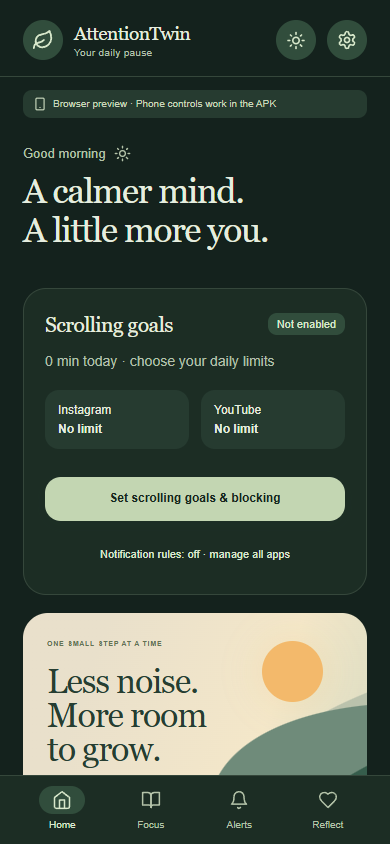 AttentionTwin
Your daily pause
Browser preview · Phone controls work in the APK
Good morning
A calmer mind.
A little more you.
Scrolling goals
Not enabled
0 min today · choose your daily limits
Instagram
No limit
YouTube
No limit
Set scrolling goals & blocking
Notification rules: off · manage all apps
ONE SMALL STEP AT A TIME
Less noise.
More room
to grow.
Home
Focus
Alerts
Reflect